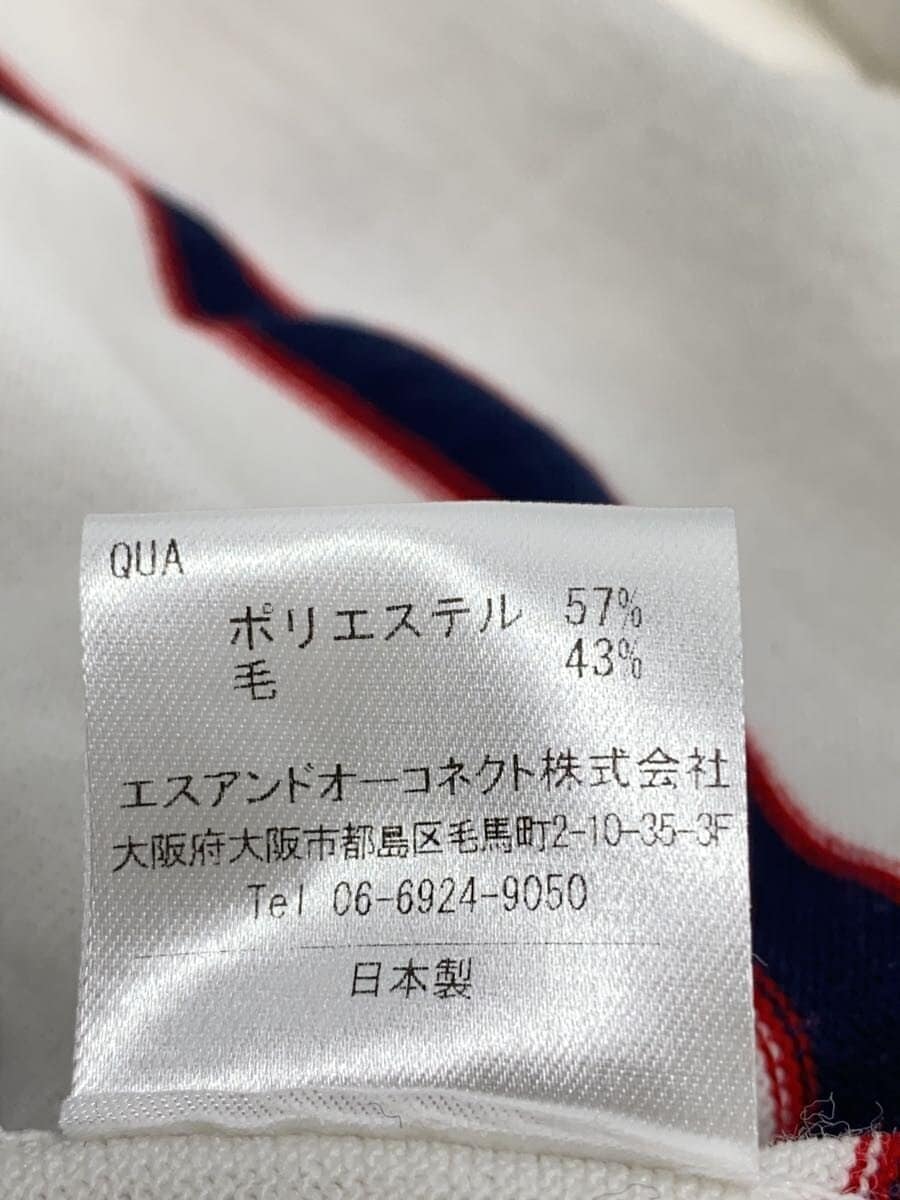 QUA
ポリエステル 57%
毛 43%
エスアンドオーコネクト株式会社
大阪府大阪市都島区毛馬町2-10-35-3F
Tel 06-6924-9050
日本製